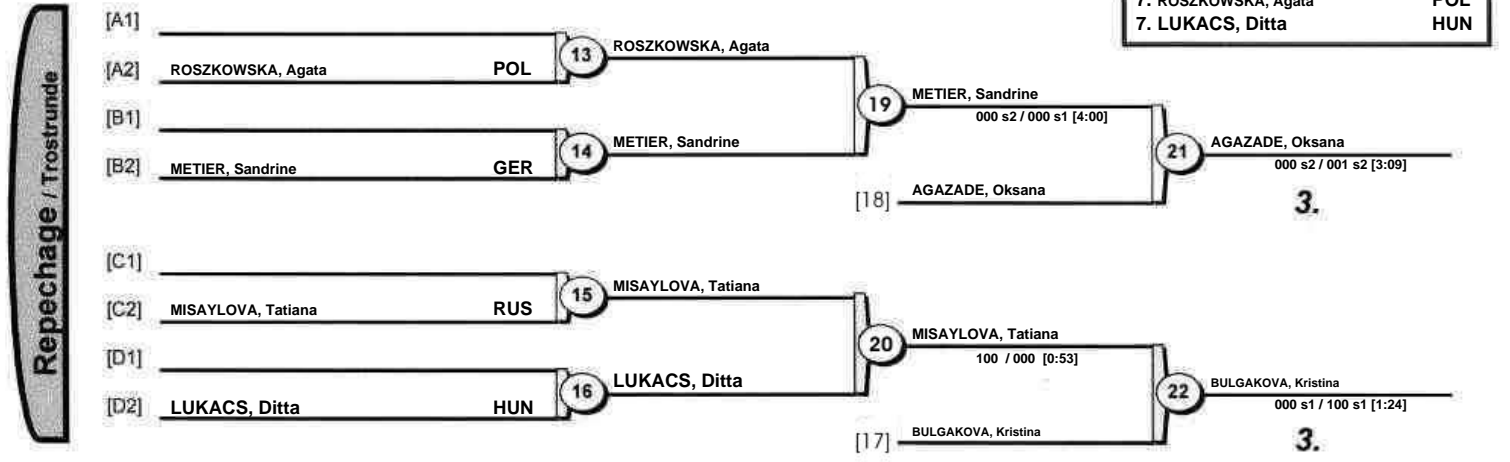 7. ROSZKOWSKA, Agata POL
7. LUKACS, Ditta HUN
Repechage / Trostrunde
[A1]
[A2] ROSZKOWSKA, Agata POL
13 ROSZKOWSKA, Agata
[B1]
[B2] METIER, Sandrine GER
14 METIER, Sandrine
19 METIER, Sandrine
000 s2 / 000 s1 [4:00]
[18] AGAZADE, Oksana
21 AGAZADE, Oksana
000 s2 / 001 s2 [3:09]
3.
[C1]
[C2] MISAYLOVA, Tatiana RUS
15 MISAYLOVA, Tatiana
[D1]
[D2] LUKACS, Ditta HUN
16 LUKACS, Ditta
20 MISAYLOVA, Tatiana
100 / 000 [0:53]
[17] BULGAKOVA, Kristina
22 BULGAKOVA, Kristina
000 s1 / 100 s1 [1:24]
3.